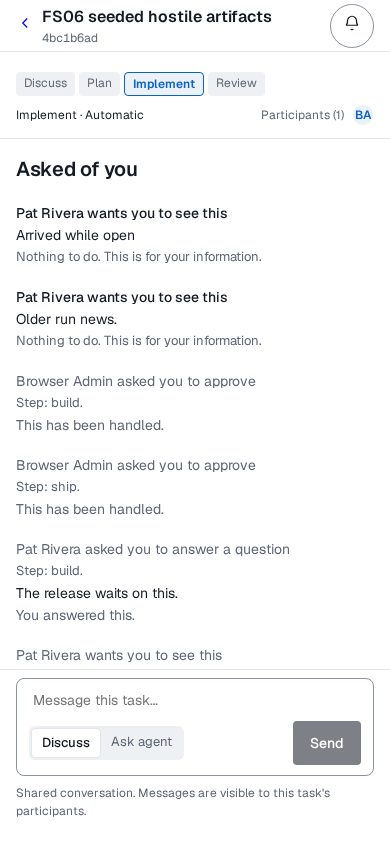 FS06 seeded hostile artifacts
4bc1b6ad
Discuss Plan Implement Review
Implement · Automatic Participants (1) BA
Asked of you
Pat Rivera wants you to see this
Arrived while open
Nothing to do. This is for your information.
Pat Rivera wants you to see this
Older run news.
Nothing to do. This is for your information.
Browser Admin asked you to approve
Step: build.
This has been handled.
Browser Admin asked you to approve
Step: ship.
This has been handled.
Pat Rivera asked you to answer a question
Step: build.
The release waits on this.
You answered this.
Pat Rivera wants you to see this
Message this task...
Discuss Ask agent Send
Shared conversation. Messages are visible to this task's
participants.